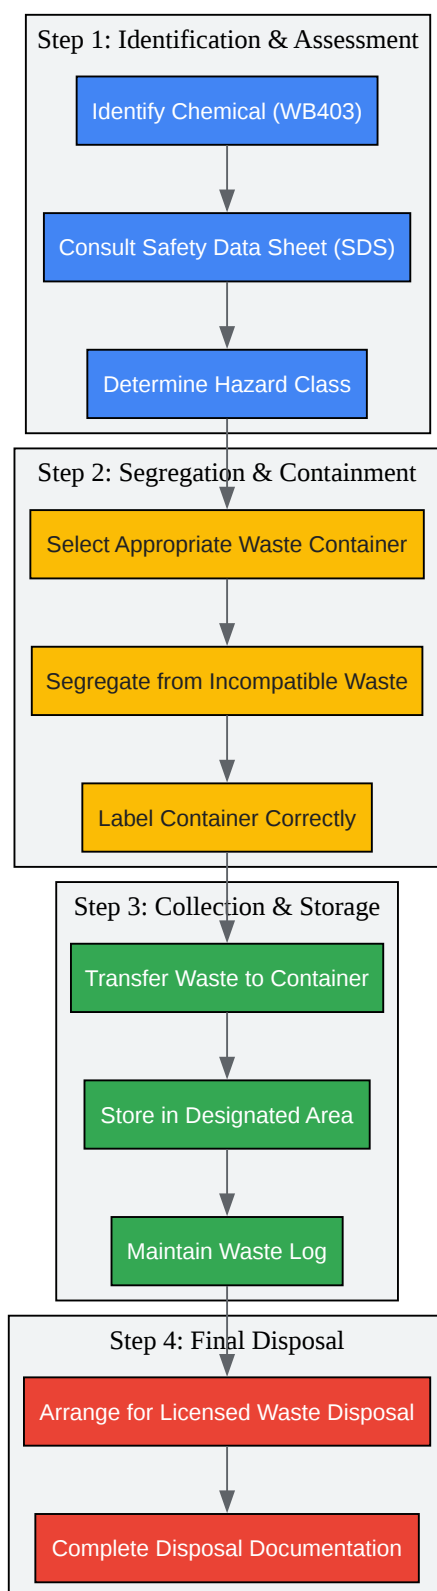 Step 1: Identification & Assessment
Identify Chemical (WB403)
Consult Safety Data Sheet (SDS)
Determine Hazard Class
Step 2: Segregation & Containment
Select Appropriate Waste Container
Segregate from Incompatible Waste
Label Container Correctly
Step 3: Collection & Storage
Transfer Waste to Container
Store in Designated Area
Maintain Waste Log
Step 4: Final Disposal
Arrange for Licensed Waste Disposal
Complete Disposal Documentation